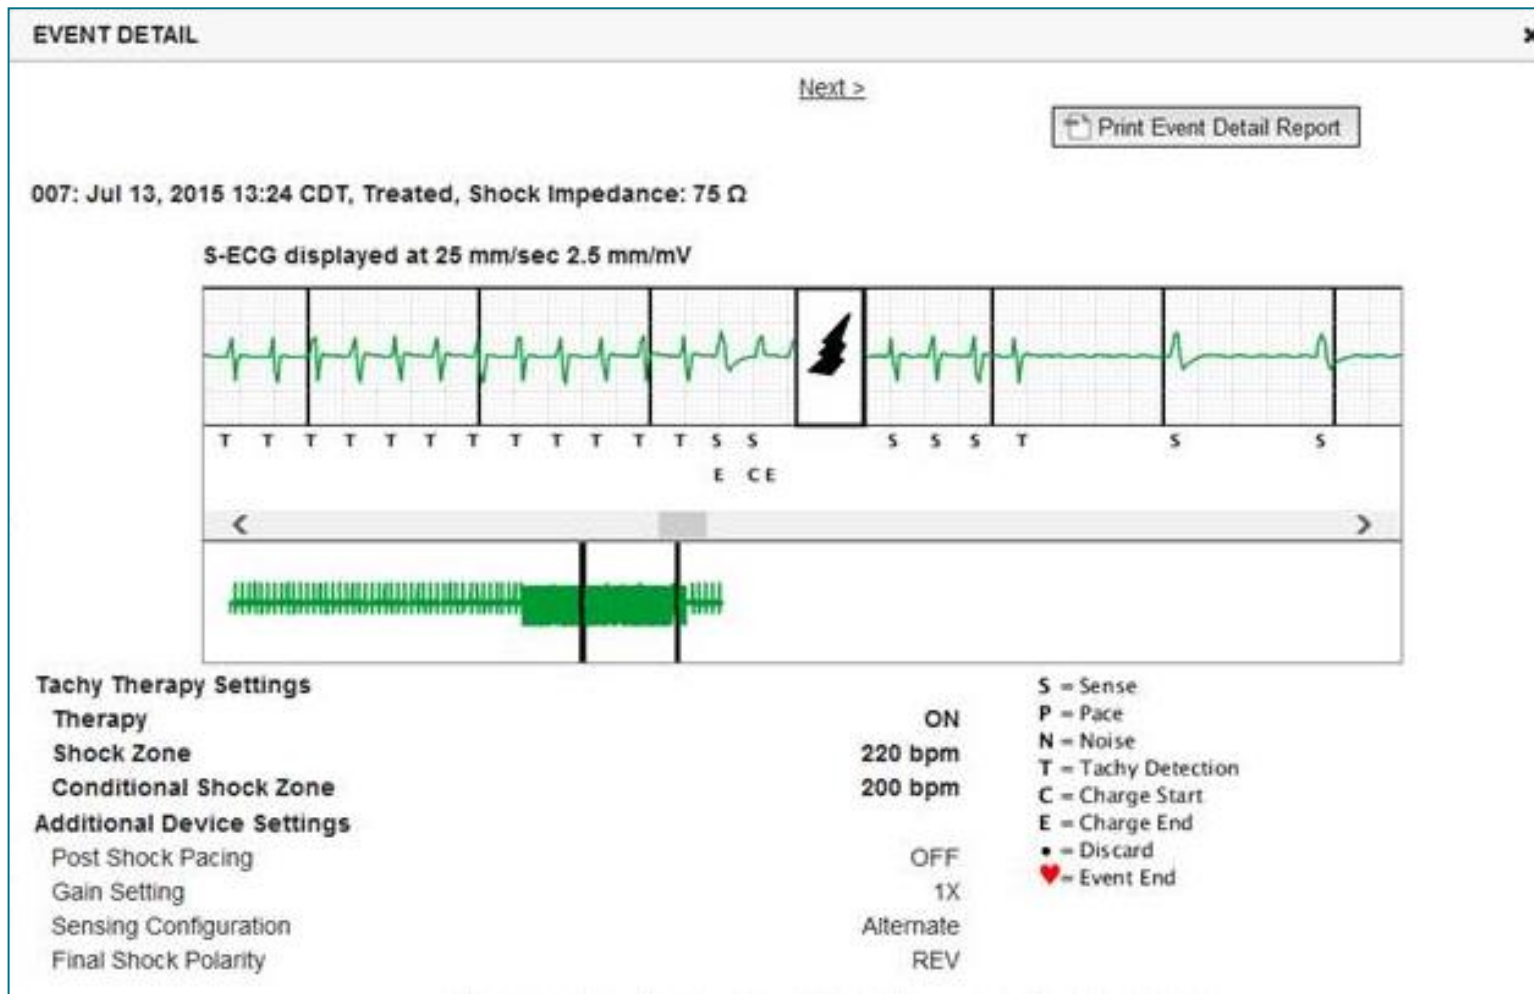 EVENT DETAIL
Next >
Print Event Detail Report
007: Jul 13, 2015 13:24 CDT, Treated, Shock Impedance: 75 Ω
S-ECG displayed at 25 mm/sec 2.5 mm/mV
T T T T T T T T T T T T S S S S S T S S
E C E
Tachy Therapy Settings
Therapy ON
Shock Zone 220 bpm
Conditional Shock Zone 200 bpm
Additional Device Settings
Post Shock Pacing OFF
Gain Setting 1X
Sensing Configuration Alternate
Final Shock Polarity REV
S = Sense
P = Pace
N = Noise
T = Tachy Detection
C = Charge Start
E = Charge End
• = Discard
♥ = Event End